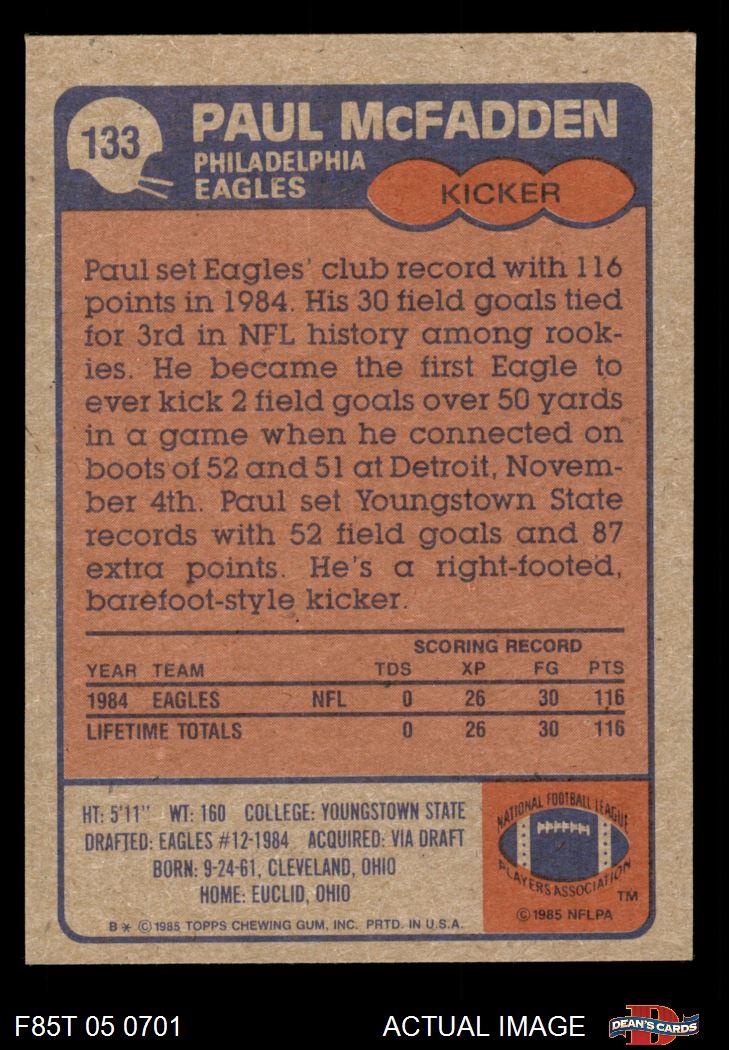 133
PAUL McFADDEN
PHILADELPHIA
EAGLES
KICKER
Paul set Eagles' club record with 116
points in 1984. His 30 field goals tied
for 3rd in NFL history among rook-
ies. He became the first Eagle to
ever kick 2 field goals over 50 yards
in a game when he connected on
boots of 52 and 51 at Detroit, Novem-
ber 4th. Paul set Youngstown State
records with 52 field goals and 87
extra points. He's a right-footed,
barefoot-style kicker.
SCORING RECORD
YEAR TEAM TDS XP FG PTS
1984 EAGLES NFL 0 26 30 116
LIFETIME TOTALS 0 26 30 116
HT: 5'11" WT: 160 COLLEGE: YOUNGSTOWN STATE
DRAFTED: EAGLES #12-1984 ACQUIRED: VIA DRAFT
BORN: 9-24-61, CLEVELAND, OHIO
HOME: EUCLID, OHIO
B * © 1985 TOPPS CHEWING GUM, INC. PRTD. IN U.S.A.
NATIONAL FOOTBALL LEAGUE
PLAYERS ASSOCIATION
TM
© 1985 NFLPA
F85T 05 0701
ACTUAL IMAGE
DEAN'S CARDS